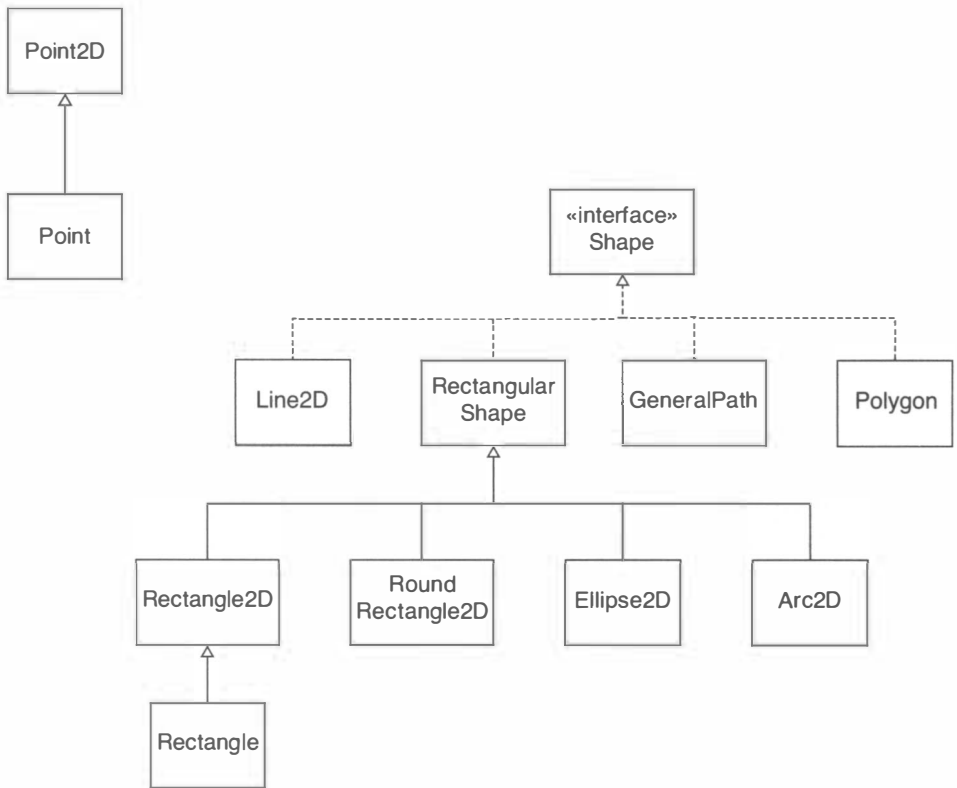 Point2D
Point
«interface»
Shape
Line2D
Rectangular
Shape
GeneralPath
Polygon
Rectangle2D
Round
Rectangle2D
Ellipse2D
Arc2D
Rectangle